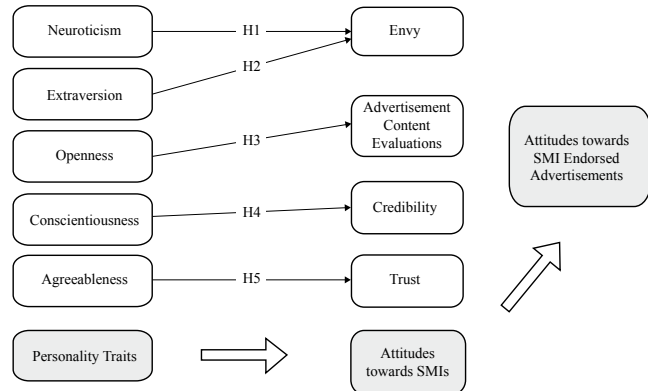 Neuroticism
H1
Envy
H2
Extraversion
Advertisement
Content
Evaluations
H3
Openness
Attitudes towards
SMI Endorsed
Advertisements
Conscientiousness
H4
Credibility
Agreeableness
H5
Trust
Personality Traits
Attitudes
towards SMIs